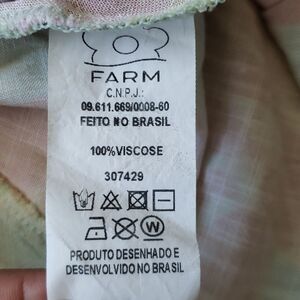 FARM
C.N.P.J.:
09.611.669/0008-60
FEITO NO BRASIL
100%VISCOSE
307429
W
PRODUTO DESENHADO E
DESENVOLVIDO NO BRASIL